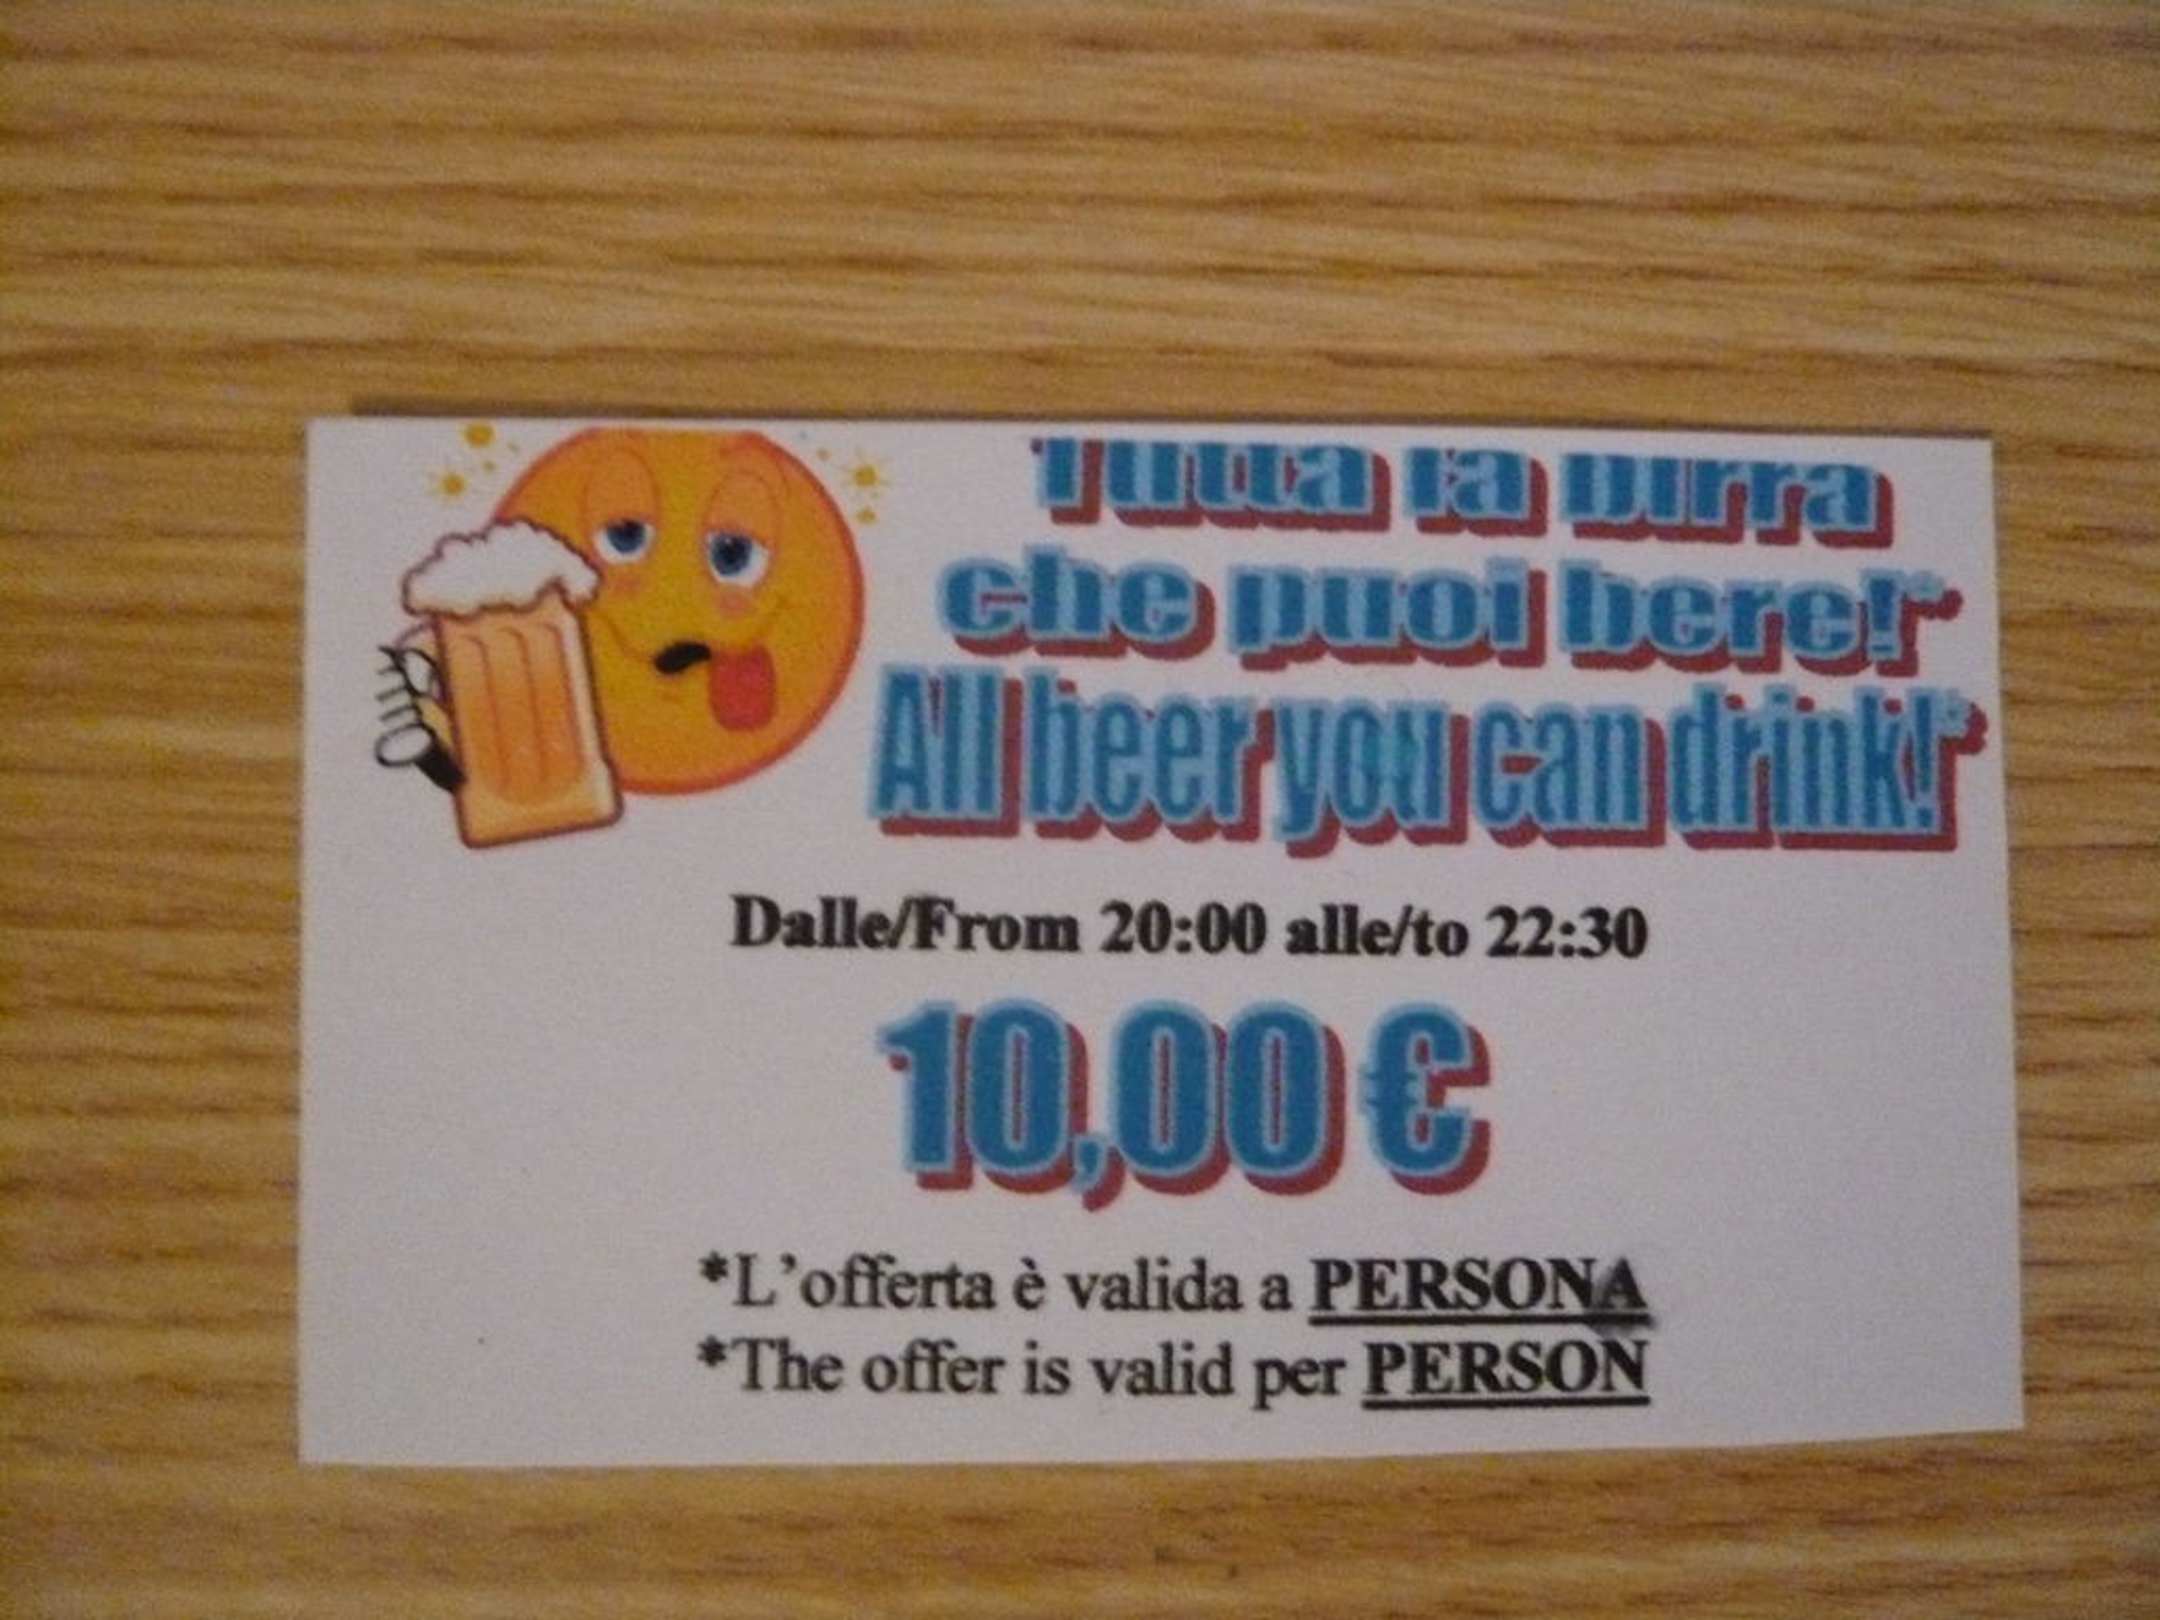 Tutta la birra
che puoi bere!*
All beer you can drink!*
Dalle/From 20:00 alle/to 22:30
10,00 €
*L'offerta è valida a PERSONA
*The offer is valid per PERSON